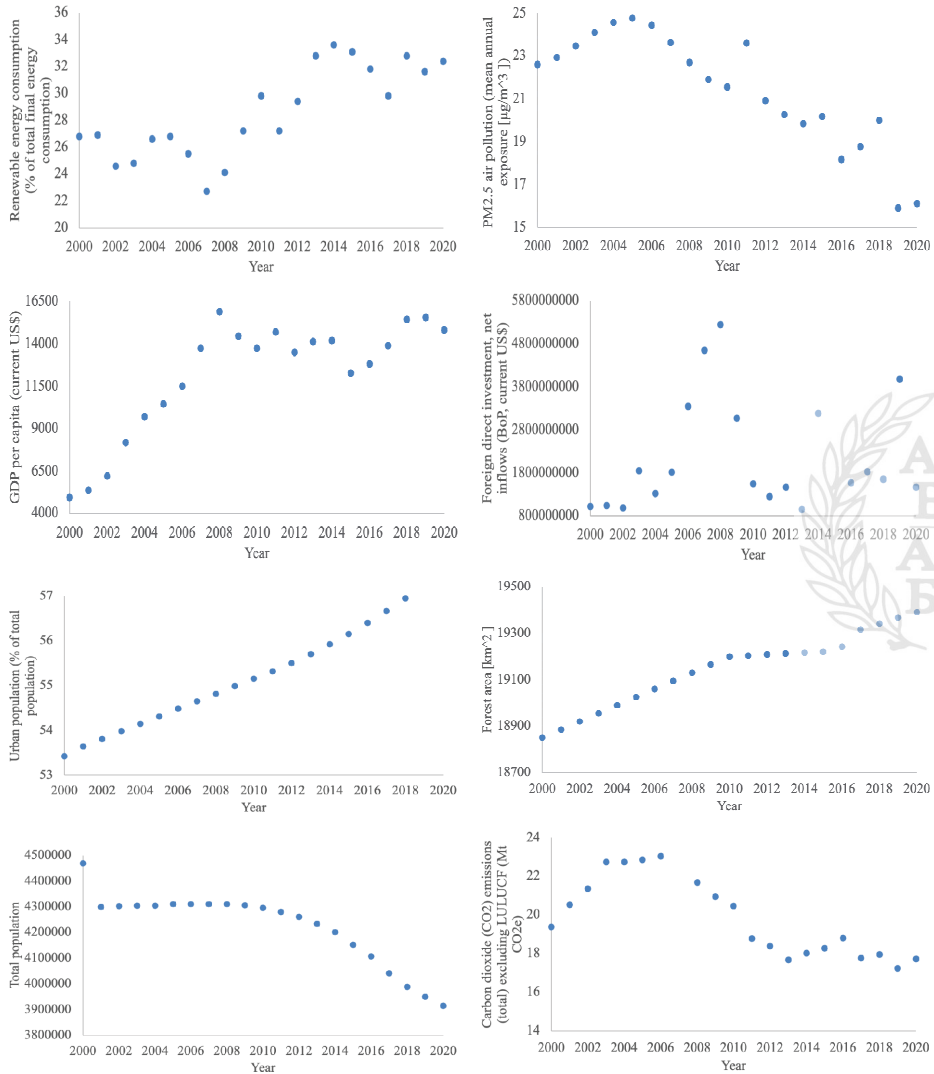 Renewable energy consumption
(% of total final energy
consumption)
36
34
32
30
28
26
24
22
20
2000 2002 2004 2006 2008 2010 2012 2014 2016 2018 2020
Year
PM2.5 air pollution (mean annual
exposure [µg/m^3 ])
25
23
21
19
17
15
2000 2002 2004 2006 2008 2010 2012 2014 2016 2018 2020
Year
GDP per capita (current US$)
16500
14000
11500
9000
6500
4000
2000 2002 2004 2006 2008 2010 2012 2014 2016 2018 2020
Year
Foreign direct investment, net
inflows (BoP, current US$)
5800000000
4800000000
3800000000
2800000000
1800000000
800000000
2000 2002 2004 2006 2008 2010 2012 2014 2016 2018 2020
Year
Urban population (% of total
population)
57
56
55
54
53
2000 2002 2004 2006 2008 2010 2012 2014 2016 2018 2020
Year
Forest area [km^2 ]
19500
19300
19100
18900
18700
2000 2002 2004 2006 2008 2010 2012 2014 2016 2018 2020
Year
Total population
4500000
4400000
4300000
4200000
4100000
4000000
3900000
3800000
2000 2002 2004 2006 2008 2010 2012 2014 2016 2018 2020
Year
Carbon dioxide (CO2) emissions
(total) excluding LULUCF (Mt
CO2e)
24
22
20
18
16
14
2000 2002 2004 2006 2008 2010 2012 2014 2016 2018 2020
Year